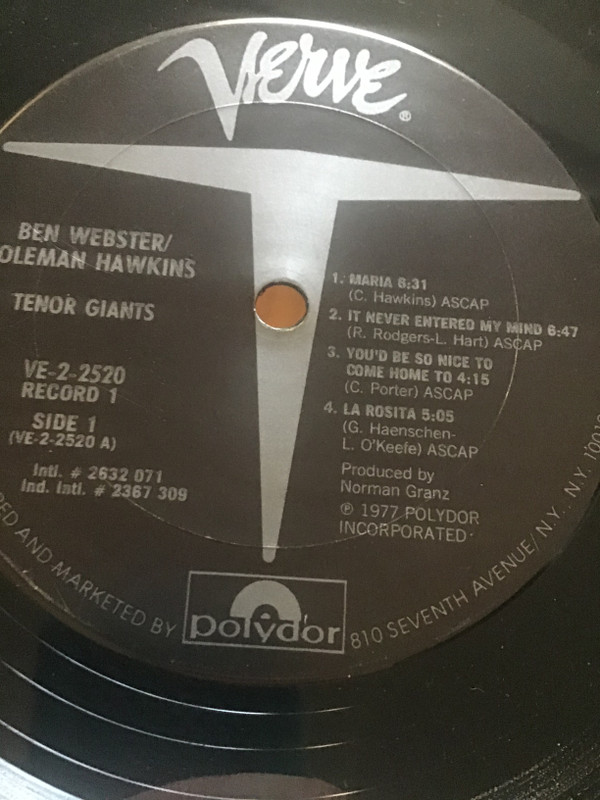 Verve®
BEN WEBSTER/
OLEMAN HAWKINS
TENOR GIANTS
VE-2-2520
RECORD 1
SIDE 1
(VE-2-2520 A)
Intl. # 2632 071
Ind. Intl. # 2367 309
1. MARIA 6:31
(C. Hawkins) ASCAP
2. IT NEVER ENTERED MY MIND 6:47
(R. Rodgers-L. Hart) ASCAP
3. YOU'D BE SO NICE TO
COME HOME TO 4:15
(C. Porter) ASCAP
4. LA ROSITA 5:05
(G. Haenschen-
L. O'Keefe) ASCAP
Produced by
Norman Granz
℗ 1977 POLYDOR
INCORPORATED
AND MARKETED BY
polydor
810 SEVENTH AVENUE/ N.Y., N.Y. 1001